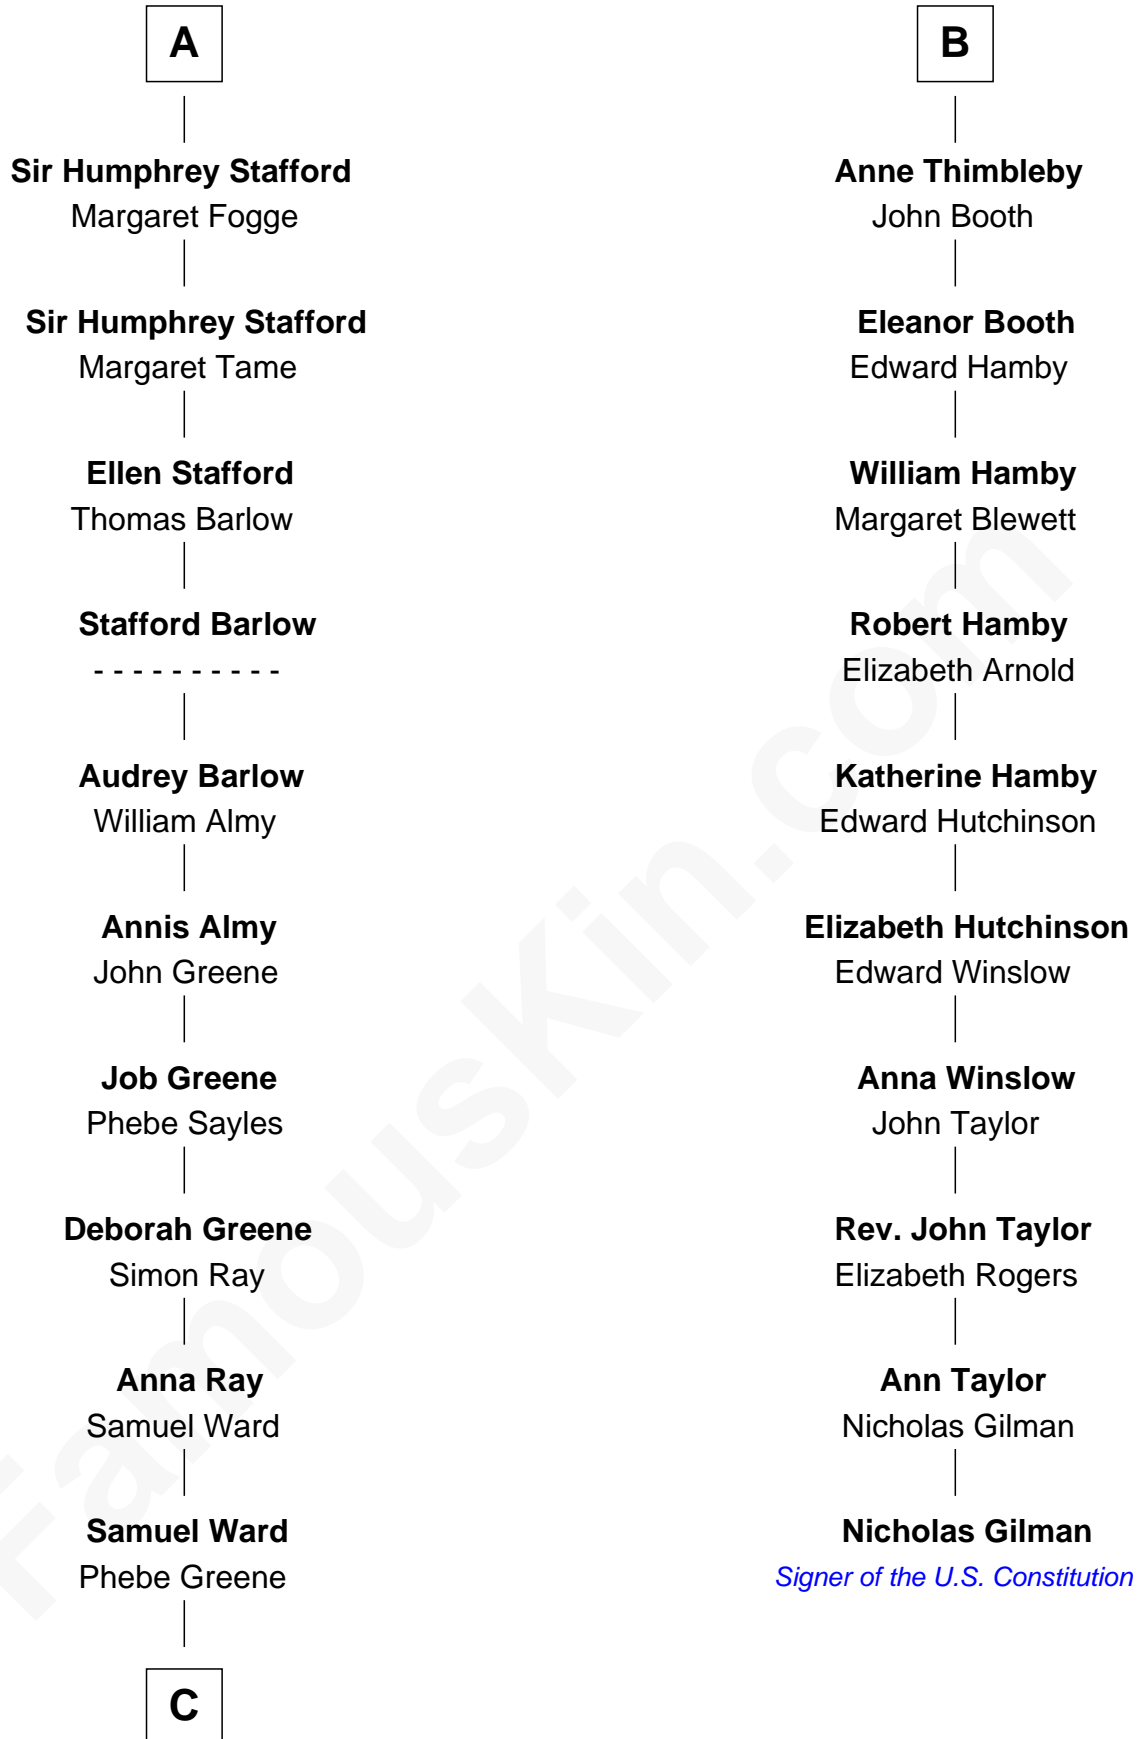 A
Sir Humphrey Stafford
Margaret Fogge
Sir Humphrey Stafford
Margaret Tame
Ellen Stafford
Thomas Barlow
Stafford Barlow
- - - - - - - - - -
Audrey Barlow
William Almy
Annis Almy
John Greene
Job Greene
Phebe Sayles
Deborah Greene
Simon Ray
Anna Ray
Samuel Ward
Samuel Ward
Phebe Greene
C
B
Anne Thimbleby
John Booth
Eleanor Booth
Edward Hamby
William Hamby
Margaret Blewett
Robert Hamby
Elizabeth Arnold
Katherine Hamby
Edward Hutchinson
Elizabeth Hutchinson
Edward Winslow
Anna Winslow
John Taylor
Rev. John Taylor
Elizabeth Rogers
Ann Taylor
Nicholas Gilman
Nicholas Gilman
Signer of the U.S. Constitution
FamousKin.com